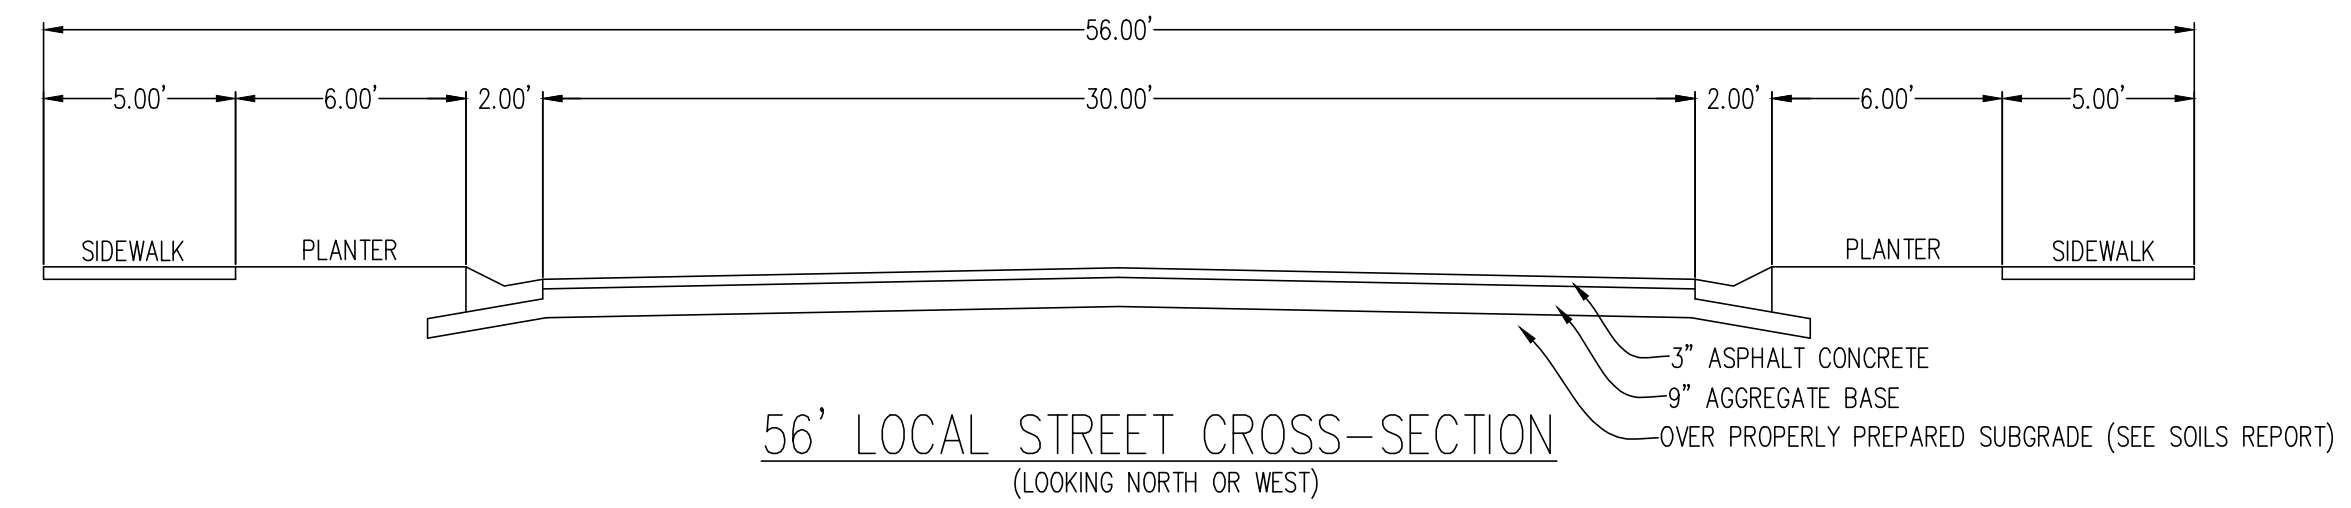 56.00'
5.00' 6.00' 2.00' 30.00' 2.00' 6.00' 5.00'
SIDEWALK PLANTER PLANTER SIDEWALK
3" ASPHALT CONCRETE
9" AGGREGATE BASE
OVER PROPERLY PREPARED SUBGRADE (SEE SOILS REPORT)
56' LOCAL STREET CROSS-SECTION
(LOOKING NORTH OR WEST)